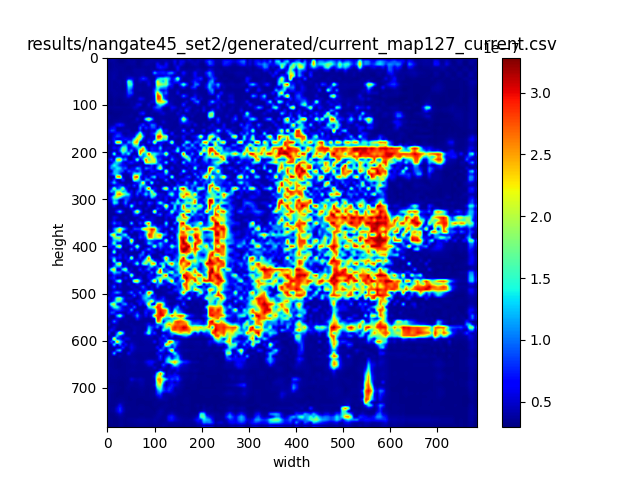 results/nangate45_set2/generated/current_map127_current.csv
1e−7
0
100
200
300
400
500
600
700
height
0 100 200 300 400 500 600 700
width
3.0
2.5
2.0
1.5
1.0
0.5